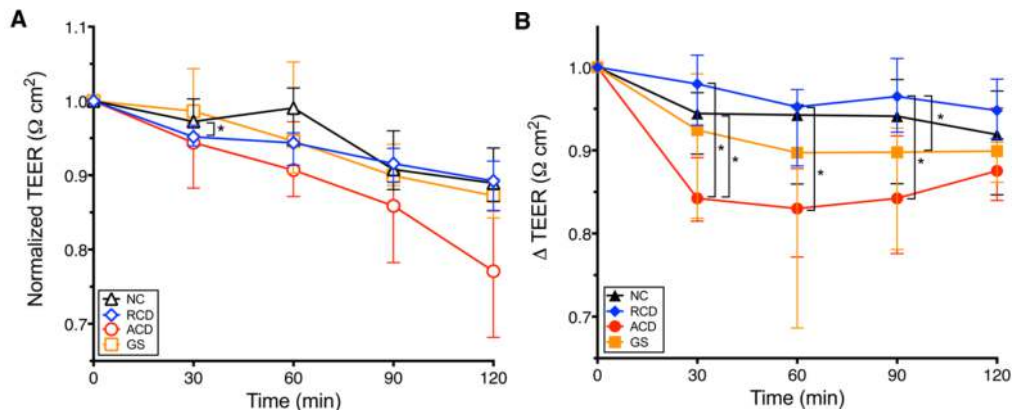 A
1.1
1.0
0.9
0.8
0.7
Normalized TEER (Ω cm²)
*
NC
RCD
ACD
GS
0
30
60
90
120
Time (min)
B
1.0
0.9
0.8
0.7
Δ TEER (Ω cm²)
*
*
*
*
*
NC
RCD
ACD
GS
0
30
60
90
120
Time (min)